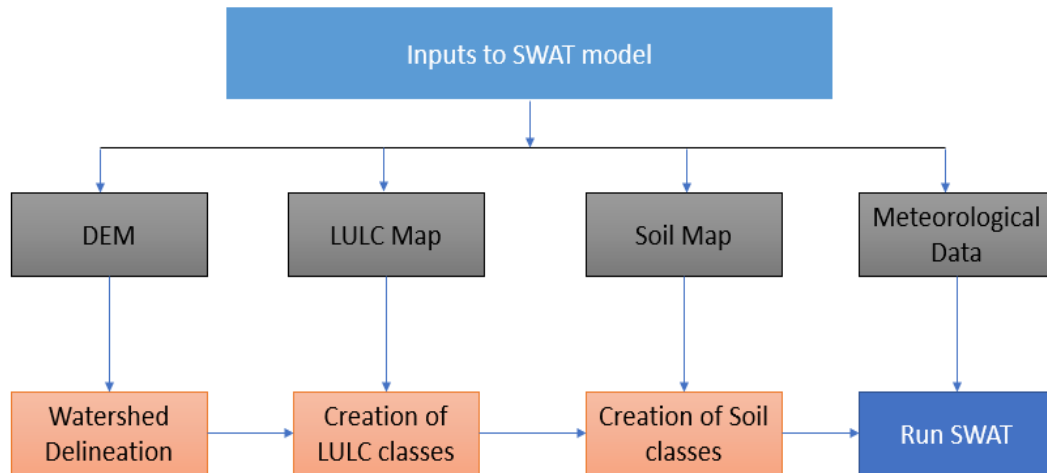 Inputs to SWAT model
DEM
LULC Map
Soil Map
Meteorological
Data
Watershed
Delineation
Creation of
LULC classes
Creation of Soil
classes
Run SWAT